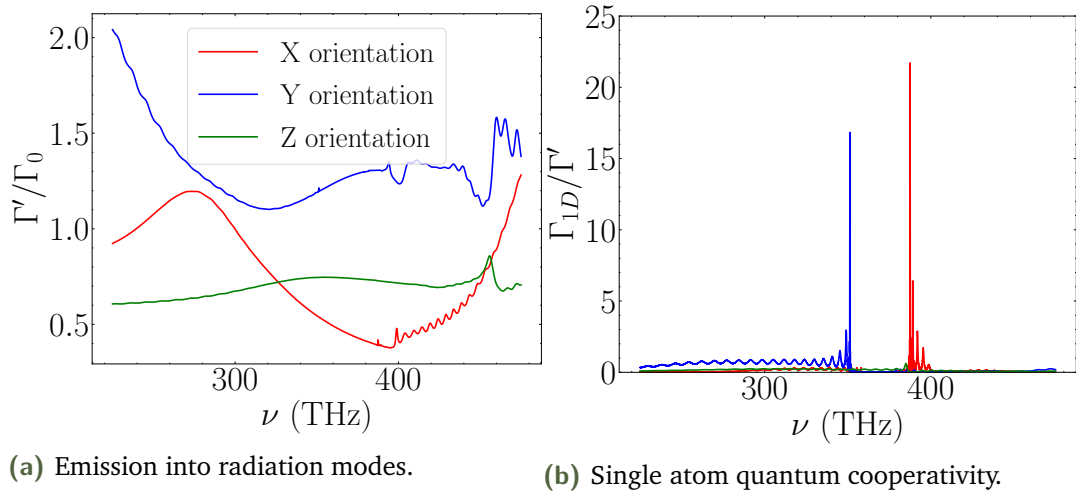 2.0
1.5
1.0
0.5
Γ′/Γ0
X orientation
Y orientation
Z orientation
300
400
ν (THz)
(a) Emission into radiation modes.
25
20
15
10
5
0
Γ1D/Γ′
300
400
ν (THz)
(b) Single atom quantum cooperativity.